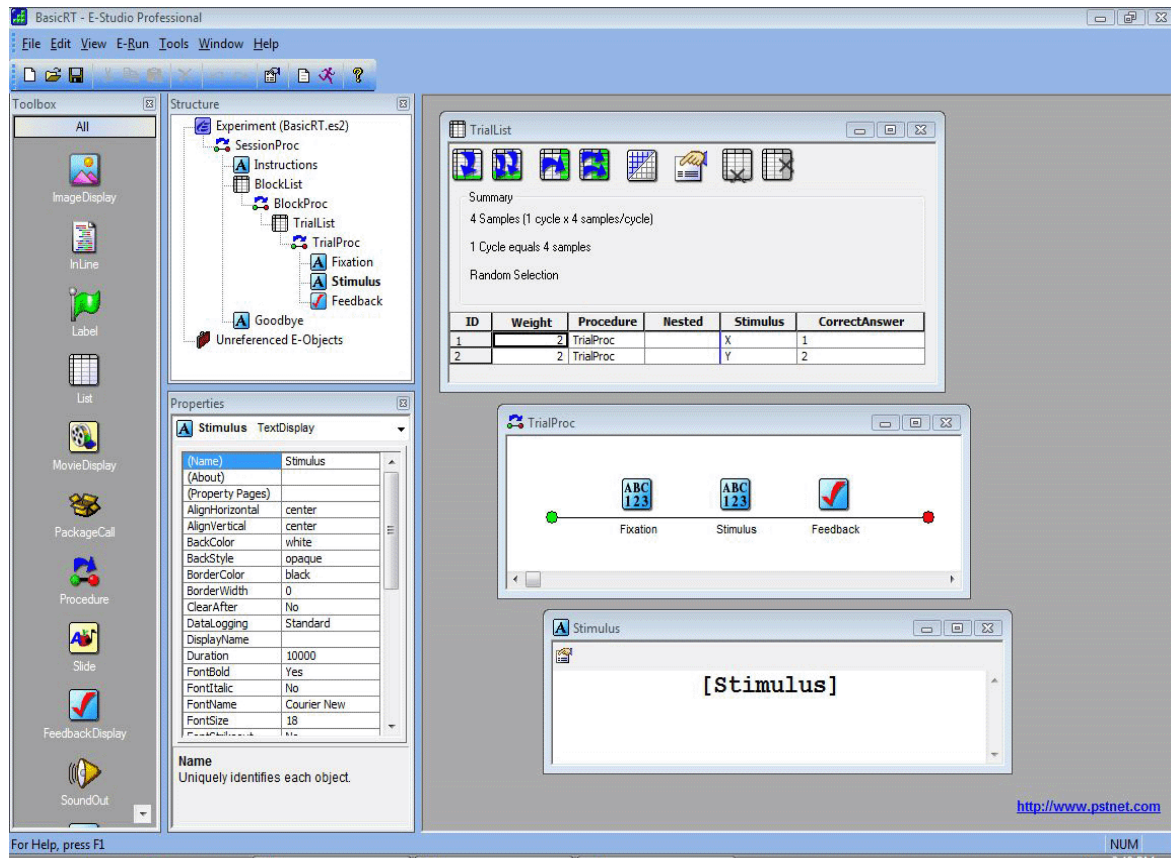 BasicRT - E-Studio Professional
File Edit View E-Run Tools Window Help
Toolbox
All
ImageDisplay
InLine
Label
List
MovieDisplay
PackageCall
Procedure
Slide
FeedbackDisplay
SoundOut
Structure
Experiment (BasicRT.es2)
SessionProc
Instructions
BlockList
BlockProc
TrialList
TrialProc
Fixation
Stimulus
Feedback
Goodbye
Unreferenced E-Objects
Properties
Stimulus TextDisplay
(Name) Stimulus
(About)
(Property Pages)
AlignHorizontal center
AlignVertical center
BackColor white
BackStyle opaque
BorderColor black
BorderWidth 0
ClearAfter No
DataLogging Standard
DisplayName
Duration 10000
FontBold Yes
FontItalic No
FontName Courier New
FontSize 18
Name
Uniquely identifies each object.
TrialList
Summary
4 Samples (1 cycle x 4 samples/cycle)
1 Cycle equals 4 samples
Random Selection
ID Weight Procedure Nested Stimulus CorrectAnswer
1 2 TrialProc X 1
2 2 TrialProc Y 2
TrialProc
ABC 123 ABC 123
Fixation Stimulus Feedback
Stimulus
[Stimulus]
http://www.pstnet.com
For Help, press F1 NUM